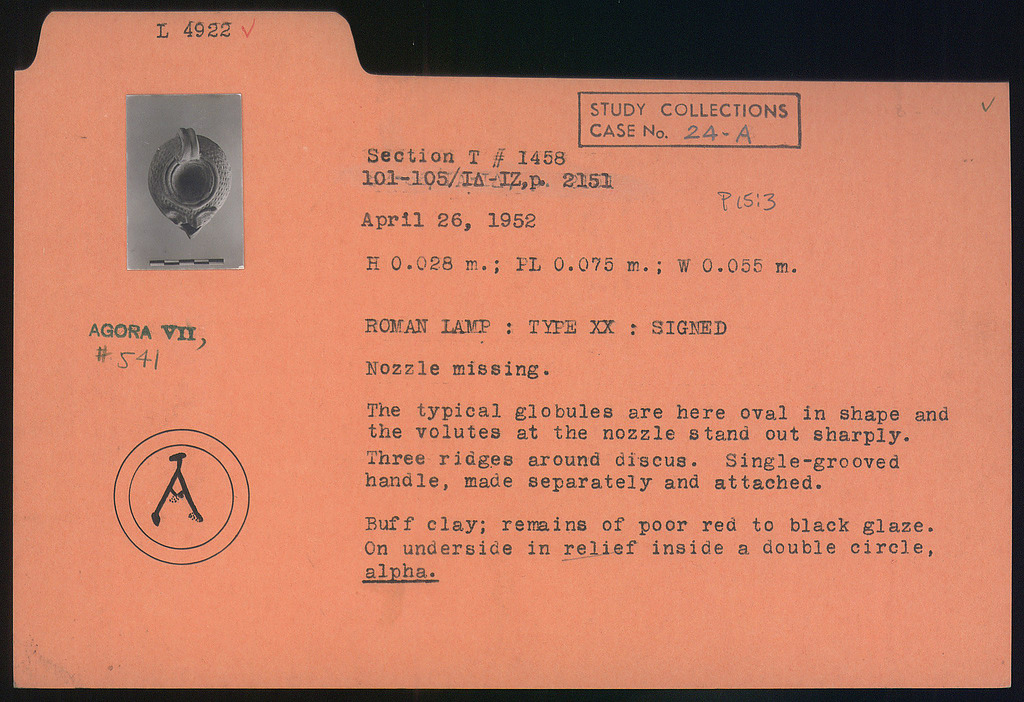 L 4922 √
STUDY COLLECTIONS
CASE No. 24-A
Section T # 1458
101-105/ΙΔ-ΙΖ,p. 2151
P 15:3
April 26, 1952
H 0.028 m.; PL 0.075 m.; W 0.055 m.
AGORA VII,
# 541
ROMAN LAMP : TYPE XX : SIGNED
Nozzle missing.
The typical globules are here oval in shape and
the volutes at the nozzle stand out sharply.
Three ridges around discus. Single-grooved
handle, made separately and attached.
A
Buff clay; remains of poor red to black glaze.
On underside in relief inside a double circle,
alpha.